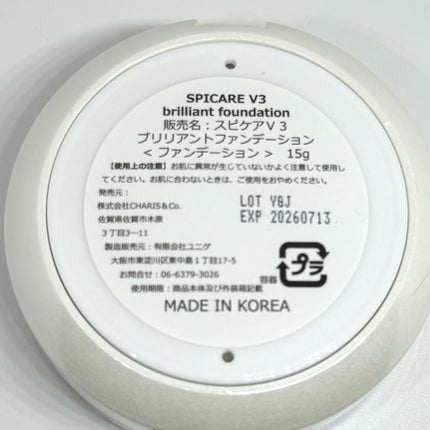 SPICARE V3
brilliant foundation
販売名：スピケアV 3
ブリリアントファンデーション
＜ ファンデーション ＞ 15g
【使用上の注意】お肌に異常が生じていないかよく注意して使用し
てください。お肌に合わないときは、ご使用をおやめください。
発売元：
株式会社CHARIS＆Co.
佐賀県佐賀市木原
３丁目3―11
LOT Y&J
EXP 20260713
製造販売元：有限会社ユニゲ
大阪市東淀川区東中島１丁目17-5
お問合せ：06-6379-3026
使用期限：商品本体及び外装箱記載
容器
プラ
MADE IN KOREA